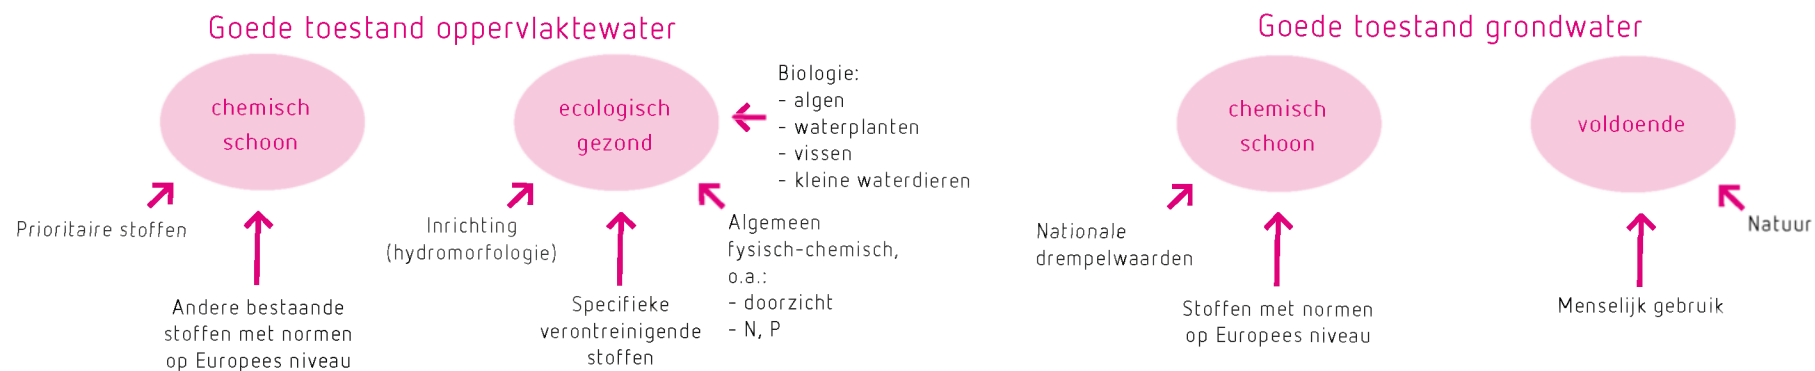 Goede toestand oppervlaktewater
chemisch
schoon
Prioritaire stoffen
Andere bestaande
stoffen met normen
op Europees niveau
ecologisch
gezond
Inrichting
(hydromorfologie)
Specifieke
verontreinigende
stoffen
Biologie:
- algen
- waterplanten
- vissen
- kleine waterdieren
Algemeen
fysisch-chemisch,
o.a.:
- doorzicht
- N, P
Goede toestand grondwater
chemisch
schoon
Nationale
drempelwaarden
Stoffen met normen
op Europees niveau
voldoende
Menselijk gebruik
Natuur